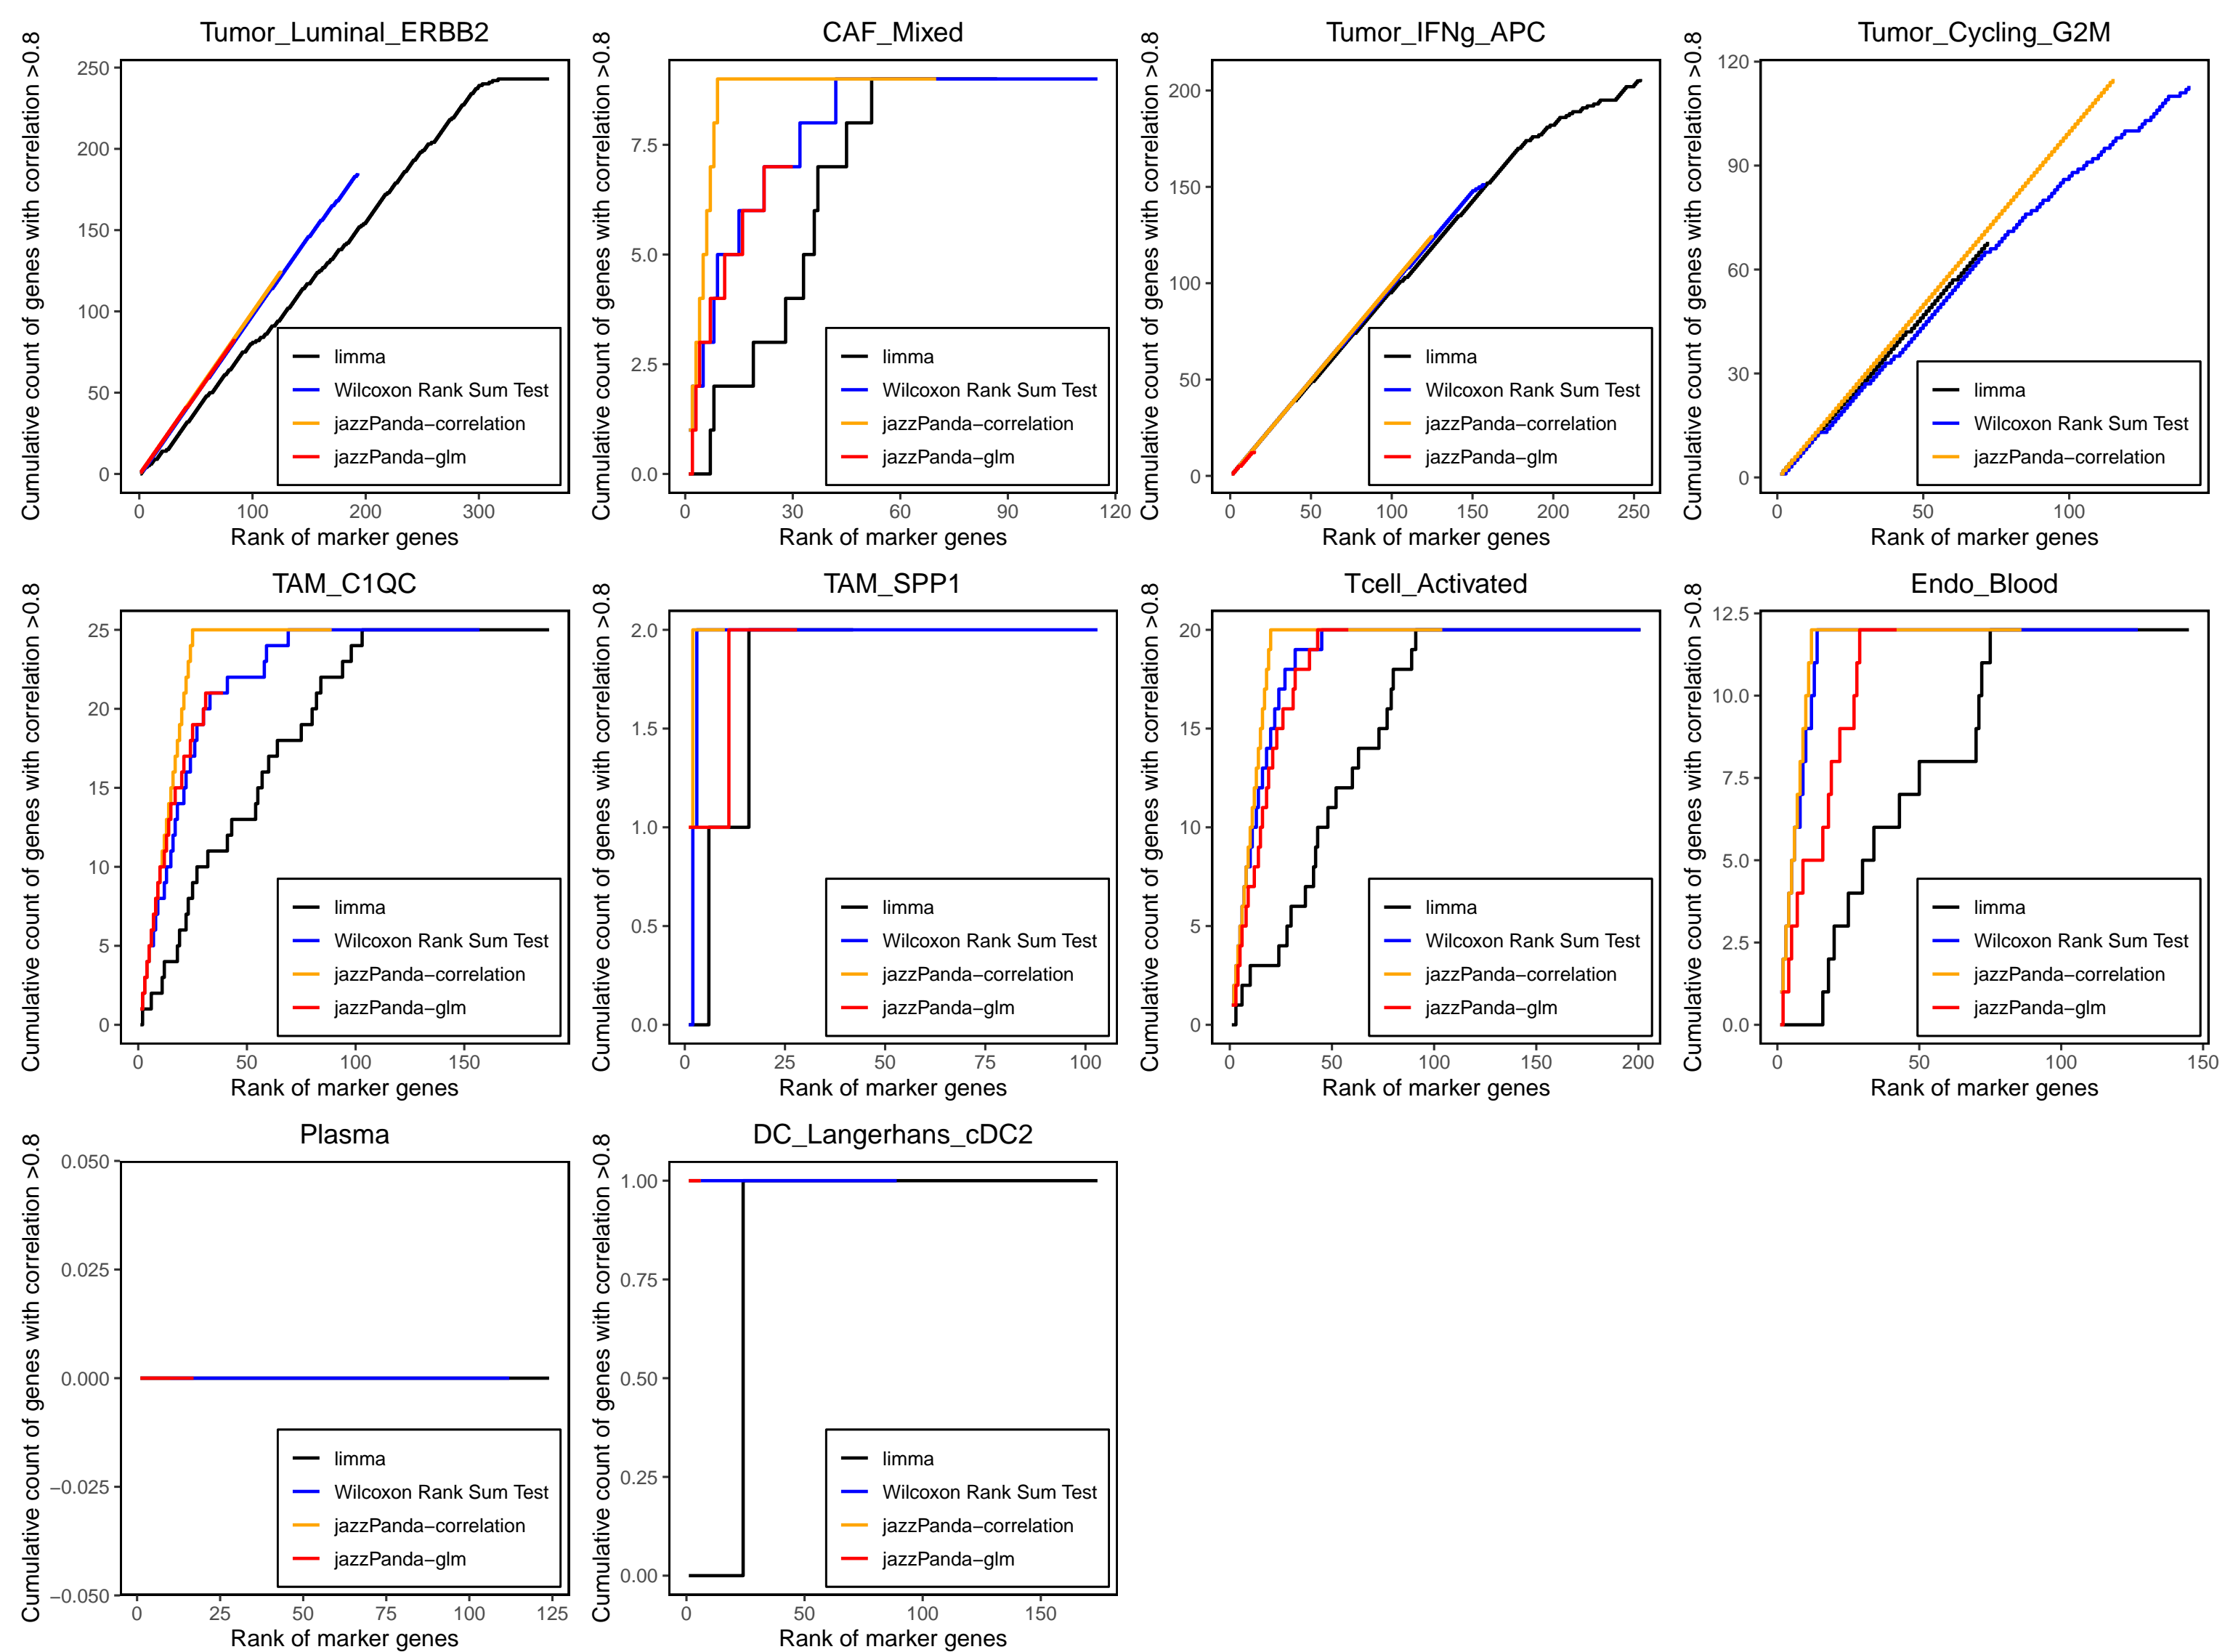 Tumor_Luminal_ERBB2
Cumulative count of genes with correlation >0.8
250
200
150
100
50
0
limma
Wilcoxon Rank Sum Test
jazzPanda−correlation
jazzPanda−glm
0 100 200 300
Rank of marker genes
CAF_Mixed
Cumulative count of genes with correlation >0.8
7.5
5.0
2.5
0.0
limma
Wilcoxon Rank Sum Test
jazzPanda−correlation
jazzPanda−glm
0 30 60 90 120
Rank of marker genes
Tumor_IFNg_APC
Cumulative count of genes with correlation >0.8
200
150
100
50
0
limma
Wilcoxon Rank Sum Test
jazzPanda−correlation
jazzPanda−glm
0 50 100 150 200 250
Rank of marker genes
Tumor_Cycling_G2M
Cumulative count of genes with correlation >0.8
120
90
60
30
0
limma
Wilcoxon Rank Sum Test
jazzPanda−correlation
0 50 100
Rank of marker genes
TAM_C1QC
Cumulative count of genes with correlation >0.8
25
20
15
10
5
0
limma
Wilcoxon Rank Sum Test
jazzPanda−correlation
jazzPanda−glm
0 50 100 150
Rank of marker genes
TAM_SPP1
Cumulative count of genes with correlation >0.8
2.0
1.5
1.0
0.5
0.0
limma
Wilcoxon Rank Sum Test
jazzPanda−correlation
jazzPanda−glm
0 25 50 75 100
Rank of marker genes
Tcell_Activated
Cumulative count of genes with correlation >0.8
20
15
10
5
0
limma
Wilcoxon Rank Sum Test
jazzPanda−correlation
jazzPanda−glm
0 50 100 150 200
Rank of marker genes
Endo_Blood
Cumulative count of genes with correlation >0.8
12.5
10.0
7.5
5.0
2.5
0.0
limma
Wilcoxon Rank Sum Test
jazzPanda−correlation
jazzPanda−glm
0 50 100 150
Rank of marker genes
Plasma
Cumulative count of genes with correlation >0.8
0.050
0.025
0.000
−0.025
−0.050
limma
Wilcoxon Rank Sum Test
jazzPanda−correlation
jazzPanda−glm
0 25 50 75 100 125
Rank of marker genes
DC_Langerhans_cDC2
Cumulative count of genes with correlation >0.8
1.00
0.75
0.50
0.25
0.00
limma
Wilcoxon Rank Sum Test
jazzPanda−correlation
jazzPanda−glm
0 50 100 150
Rank of marker genes